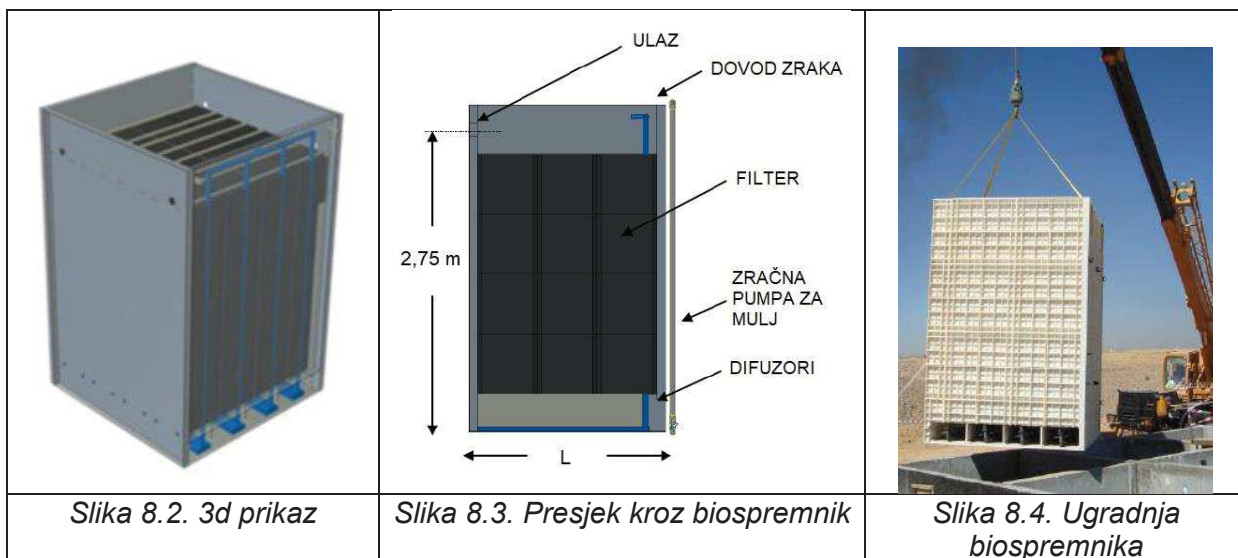 ULAZ
DOVOD ZRAKA
FILTER
2,75 m
ZRAČNA
PUMPA ZA
MULJ
DIFUZORI
L
Slika 8.2. 3d prikaz
Slika 8.3. Presjek kroz biospremnik
Slika 8.4. Ugradnja
biospremnika